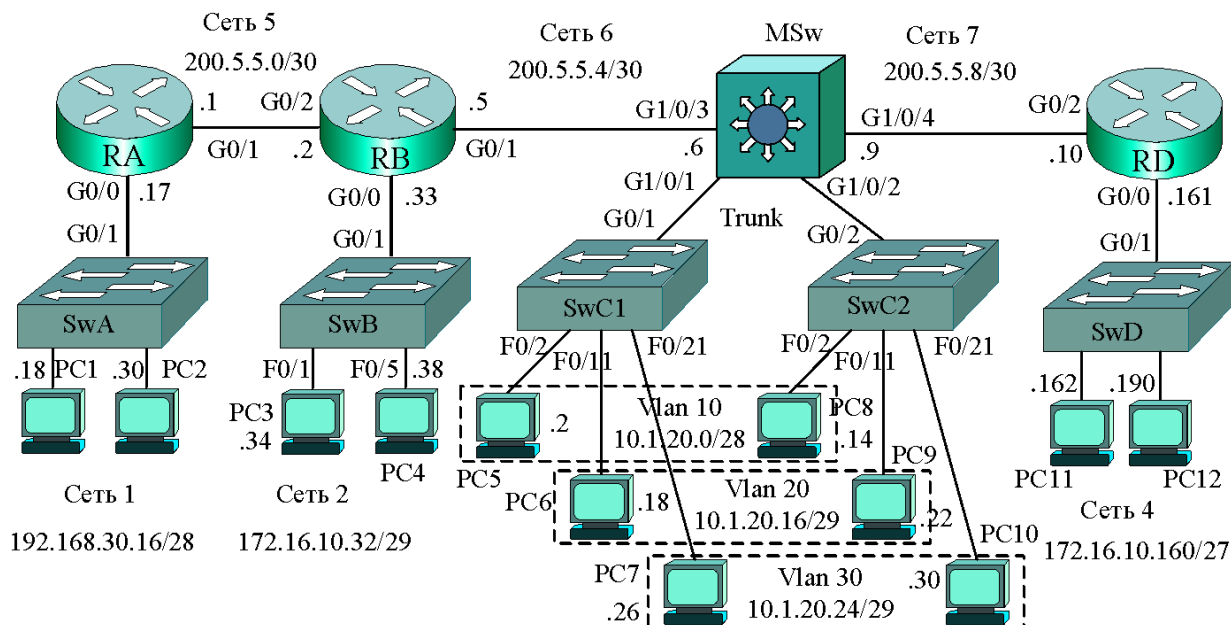 Сеть 5
200.5.5.0/30
Сеть 6
200.5.5.4/30
MSw
Сеть 7
200.5.5.8/30
RA
.1
G0/1
G0/2
.2
RB
.5
G0/1
G1/0/3
.6
G1/0/4
.9
G0/2
.10
RD
G0/0
.17
G0/0
.33
G1/0/1
G1/0/2
G0/0
.161
G0/1
G0/1
G0/1
Trunk
G0/2
G0/1
SwA
SwB
SwC1
SwC2
SwD
.18
PC1
.30
PC2
F0/1
F0/5
.38
F0/2
F0/11
F0/21
F0/2
F0/11
F0/21
.162
.190
PC3
.34
PC4
PC5
.2
Vlan 10
10.1.20.0/28
PC8
.14
PC11
PC12
PC6
.18
Vlan 20
10.1.20.16/29
PC9
.22
PC7
.26
Vlan 30
10.1.20.24/29
.30
PC10
Сеть 1
192.168.30.16/28
Сеть 2
172.16.10.32/29
Сеть 4
172.16.10.160/27